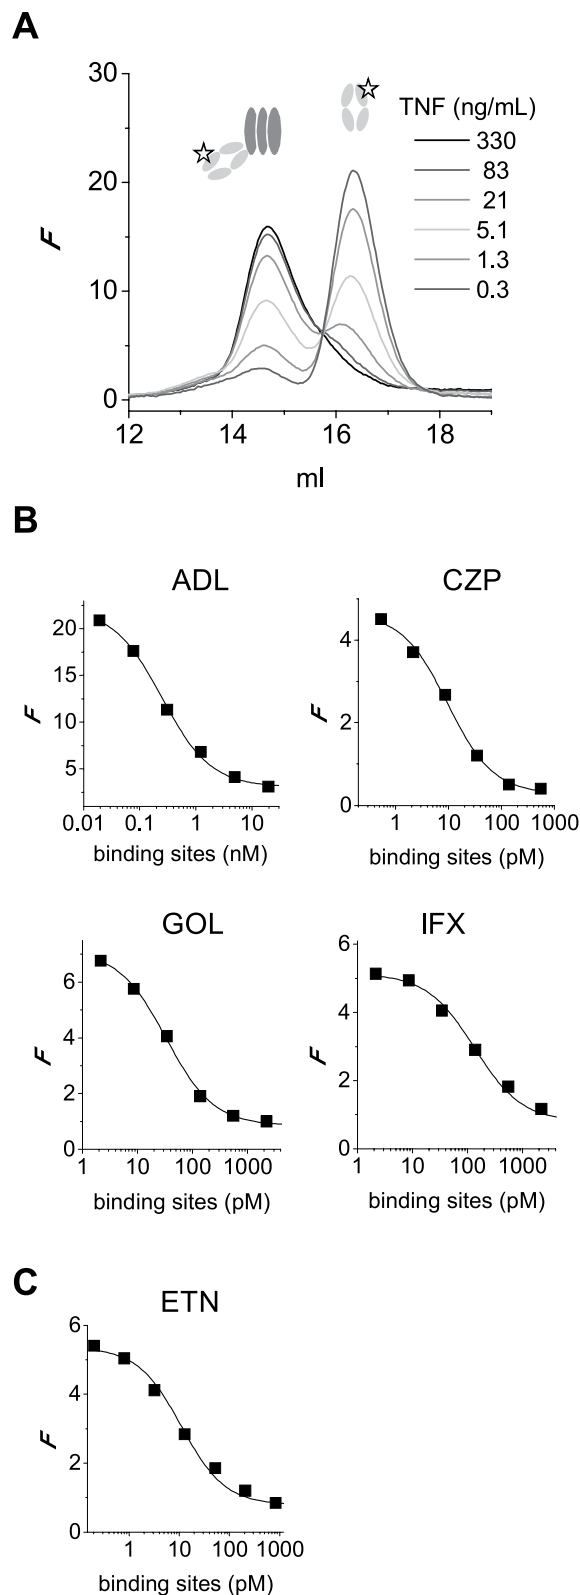 A
30
20
10
0
F
12 14 16 18
ml
TNF (ng/mL)
330
83
21
5.1
1.3
0.3
B
ADL
20
15
10
5
F
0.01 0.1 1 10
binding sites (nM)
CZP
4
2
0
F
1 10 100 1000
binding sites (pM)
GOL
6
4
2
0
F
1 10 100 1000
binding sites (pM)
IFX
6
4
2
0
F
1 10 100 1000
binding sites (pM)
C
ETN
6
4
2
0
F
1 10 100 1000
binding sites (pM)